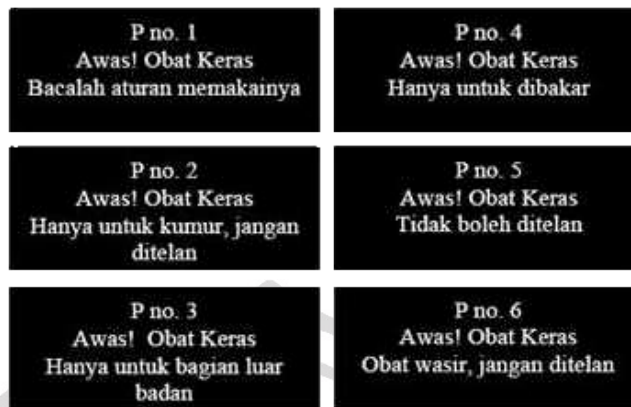 P no. 1
Awas! Obat Keras
Bacalah aturan memakainya
P no. 2
Awas! Obat Keras
Hanya untuk kumur, jangan
ditelan
P no. 3
Awas! Obat Keras
Hanya untuk bagian luar
badan
P no. 4
Awas! Obat Keras
Hanya untuk dibakar
P no. 5
Awas! Obat Keras
Tidak boleh ditelan
P no. 6
Awas! Obat Keras
Obat wasir, jangan ditelan